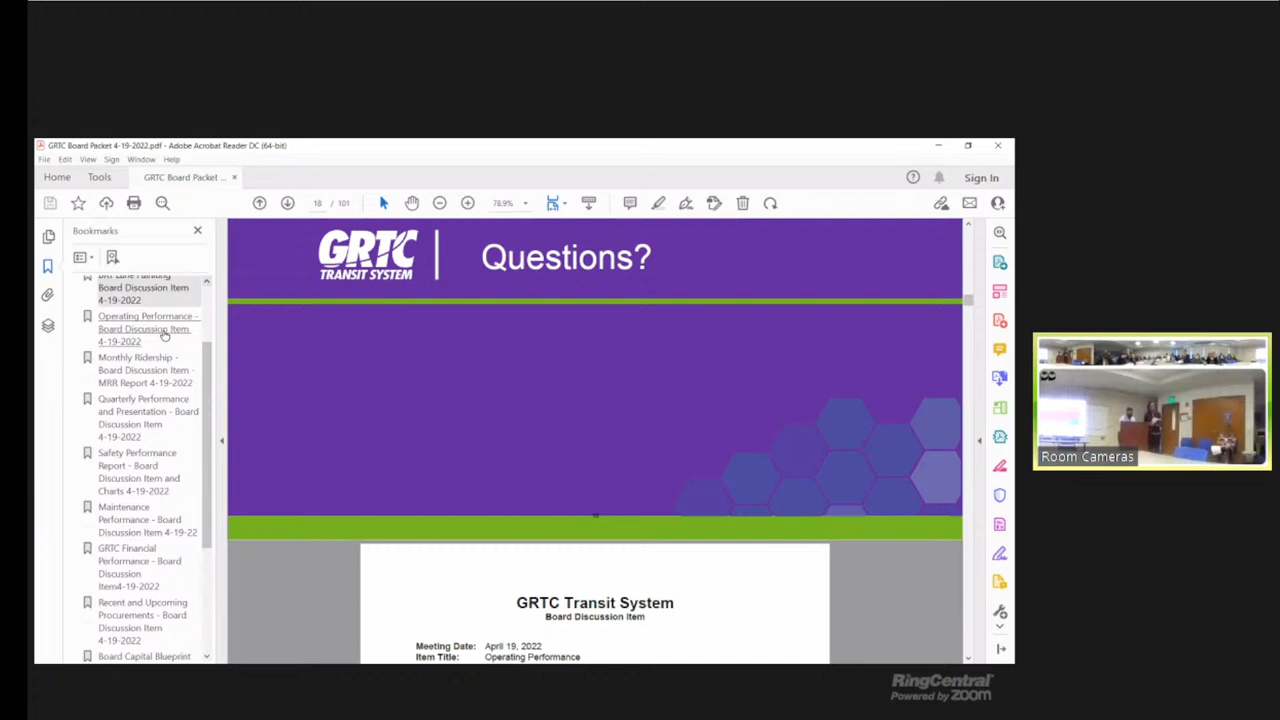 GRTC Board Packet 4-19-2022.pdf - Adobe Acrobat Reader DC (64-bit)
File Edit View Sign Window Help
Home Tools GRTC Board Packet ... ×
Sign In
18 / 101
78.9%
Bookmarks
BRT Lane Painting
Board Discussion Item
4-19-2022
Operating Performance -
Board Discussion Item
4-19-2022
Monthly Ridership -
Board Discussion Item -
MRR Report 4-19-2022
Quarterly Performance
and Presentation - Board
Discussion Item
4-19-2022
Safety Performance
Report - Board
Discussion Item and
Charts 4-19-2022
Maintenance
Performance - Board
Discussion Item 4-19-22
GRTC Financial
Performance - Board
Discussion
Item4-19-2022
Recent and Upcoming
Procurements - Board
Discussion Item
4-19-2022
Board Capital Blueprint
GRTC
TRANSIT SYSTEM
Questions?
GRTC Transit System
Board Discussion Item
Meeting Date: April 19, 2022
Item Title: Operating Performance
Room Cameras
RingCentral
Powered by zoom